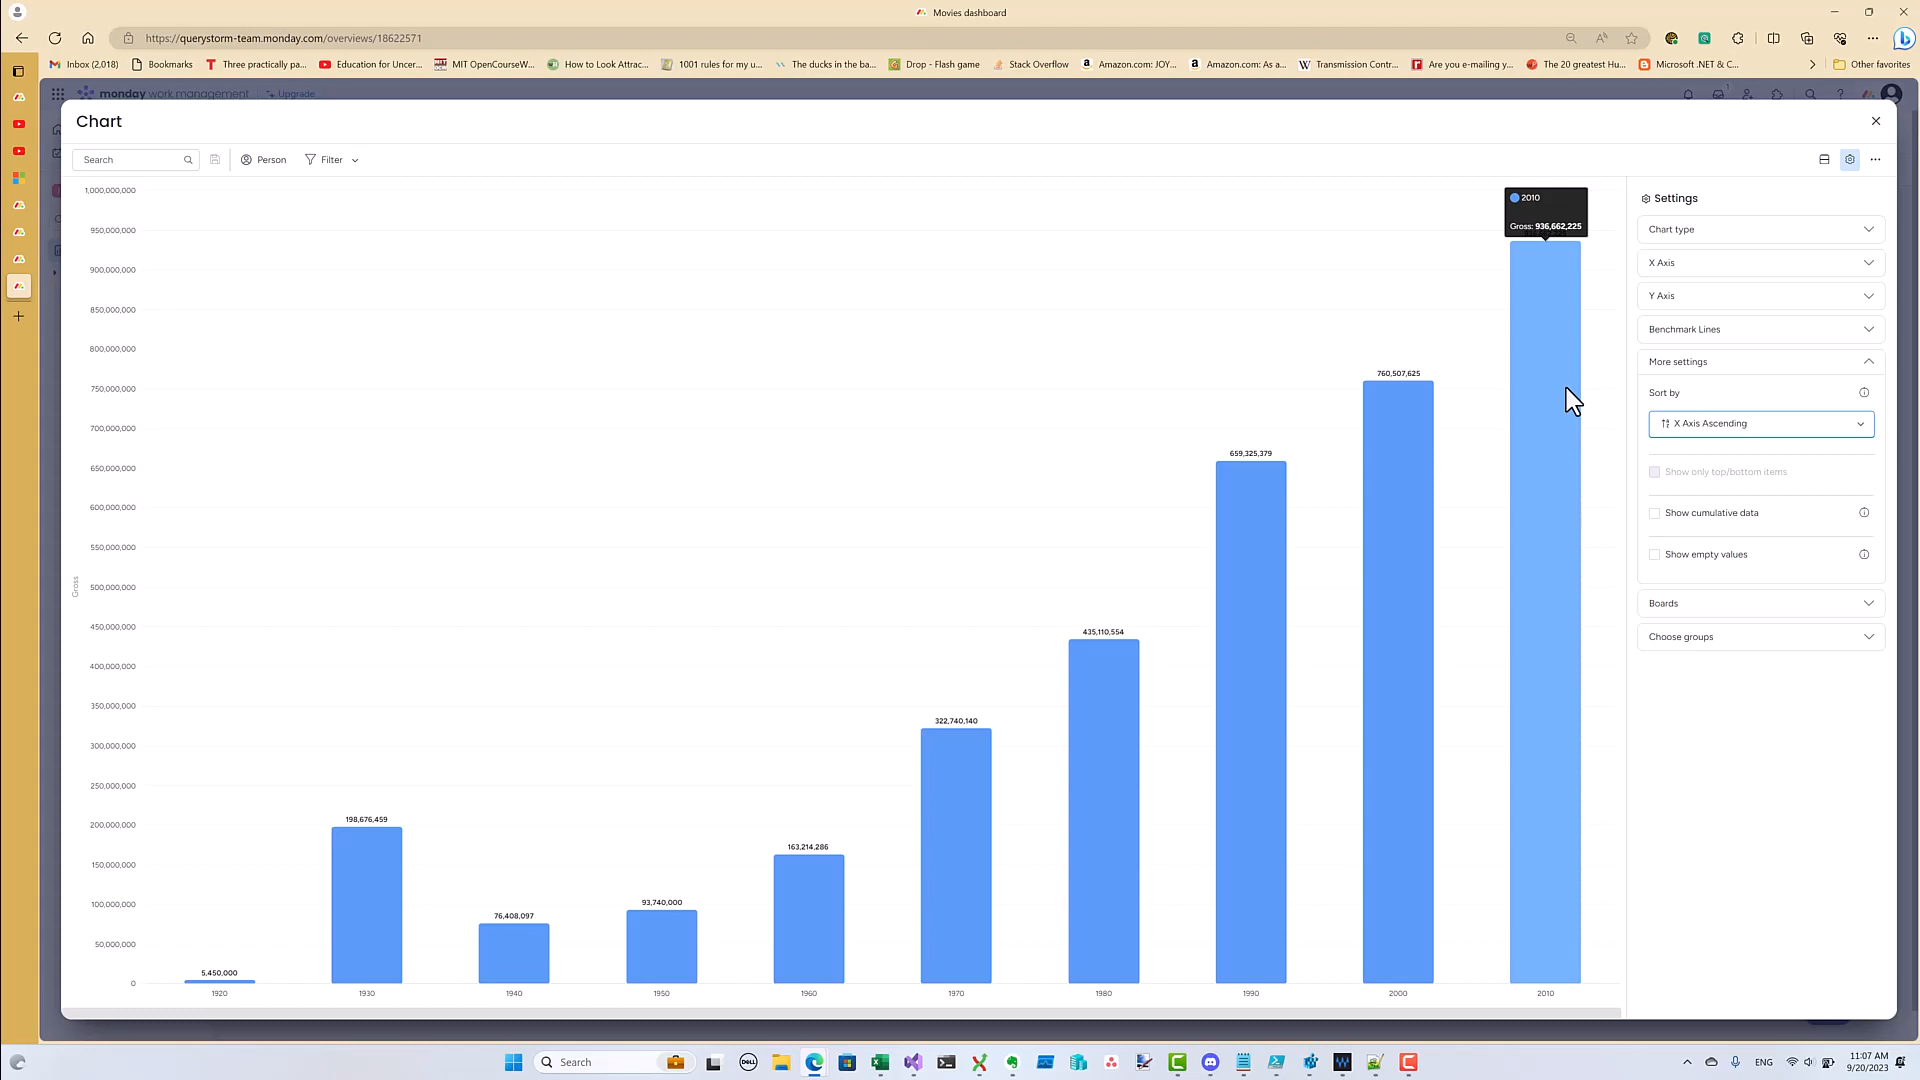 Movies dashboard
https://querystorm-team.monday.com/overviews/18622571
Inbox (2,018)
Bookmarks
Three practically pa...
Education for Uncer...
MIT OpenCourseW...
How to Look Attrac...
1001 rules for my u...
The ducks in the ba...
Drop - Flash game
Stack Overflow
Amazon.com: JOY...
Amazon.com: As a...
Transmission Contr...
Are you e-mailing y...
The 20 greatest Hu...
Microsoft .NET & C...
Other favorites
monday work management
Upgrade
Chart
Search
Person
Filter
1,000,000,000
950,000,000
900,000,000
850,000,000
800,000,000
750,000,000
700,000,000
650,000,000
600,000,000
550,000,000
500,000,000
450,000,000
400,000,000
350,000,000
300,000,000
250,000,000
200,000,000
150,000,000
100,000,000
50,000,000
0
Gross
5,450,000
198,676,459
76,408,097
93,740,000
163,214,286
322,740,140
435,110,554
659,325,379
760,507,625
2010
Gross: 936,662,225
1920
1930
1940
1950
1960
1970
1980
1990
2000
2010
Settings
Chart type
X Axis
Y Axis
Benchmark Lines
More settings
Sort by
X Axis Ascending
Show only top/bottom items
Show cumulative data
Show empty values
Boards
Choose groups
Search
DELL
ENG
11:07 AM
9/20/2023